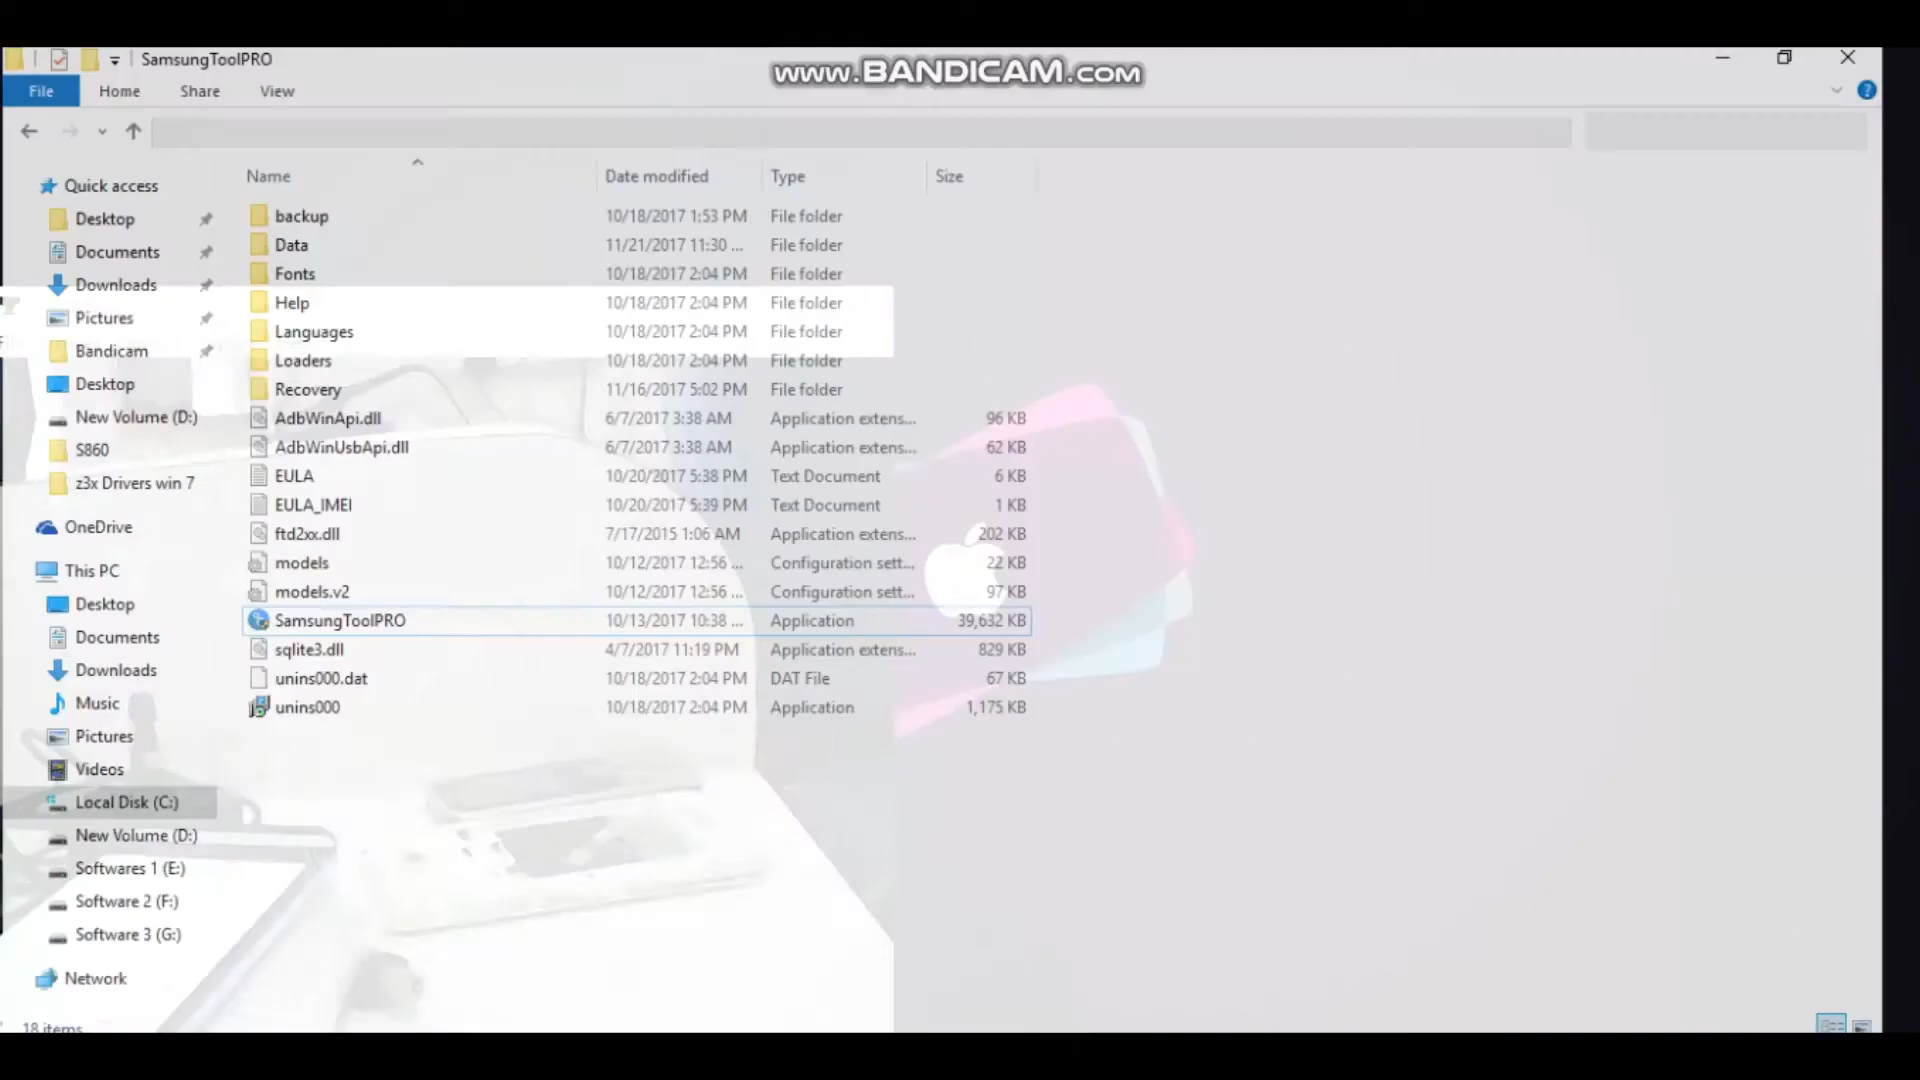 SamsungToolPRO
www.BANDICAM.com
File Home Share View
Name Date modified Type Size
Quick access
Desktop
Documents
Downloads
Pictures
Bandicam
Desktop
New Volume (D:)
S860
z3x Drivers win 7
OneDrive
This PC
Desktop
Documents
Downloads
Music
Pictures
Videos
Local Disk (C:)
New Volume (D:)
Softwares 1 (E:)
Software 2 (F:)
Software 3 (G:)
Network
backup 10/18/2017 1:53 PM File folder
Data 11/21/2017 11:30 ... File folder
Fonts 10/18/2017 2:04 PM File folder
Help 10/18/2017 2:04 PM File folder
Languages 10/18/2017 2:04 PM File folder
Loaders 10/18/2017 2:04 PM File folder
Recovery 11/16/2017 5:02 PM File folder
AdbWinApi.dll 6/7/2017 3:38 AM Application extens... 96 KB
AdbWinUsbApi.dll 6/7/2017 3:38 AM Application extens... 62 KB
EULA 10/20/2017 5:38 PM Text Document 6 KB
EULA_IMEI 10/20/2017 5:39 PM Text Document 1 KB
ftd2xx.dll 7/17/2015 1:06 AM Application extens... 202 KB
models 10/12/2017 12:56 ... Configuration sett... 22 KB
models.v2 10/12/2017 12:56 ... Configuration sett... 97 KB
SamsungToolPRO 10/13/2017 10:38 ... Application 39,632 KB
sqlite3.dll 4/7/2017 11:19 PM Application extens... 829 KB
unins000.dat 10/18/2017 2:04 PM DAT File 67 KB
unins000 10/18/2017 2:04 PM Application 1,175 KB
18 items